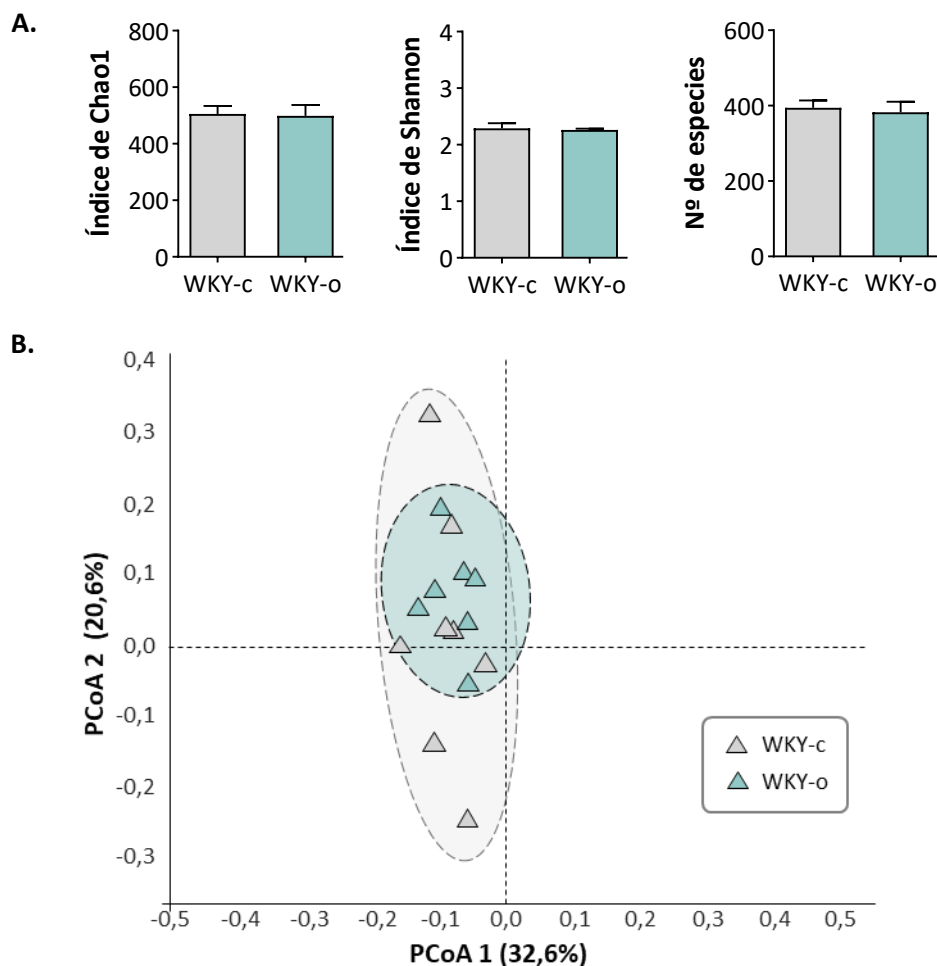 A.
Índice de Chao1
800
600
400
200
0
WKY-c WKY-o
Índice de Shannon
4
3
2
1
0
WKY-c WKY-o
Nº de especies
600
400
200
0
WKY-c WKY-o
B.
PCoA 2 (20,6%)
0,4
0,3
0,2
0,1
0,0
-0,1
-0,2
-0,3
-0,5 -0,4 -0,3 -0,2 -0,1 0,0 0,1 0,2 0,3 0,4 0,5
PCoA 1 (32,6%)
WKY-c
WKY-o